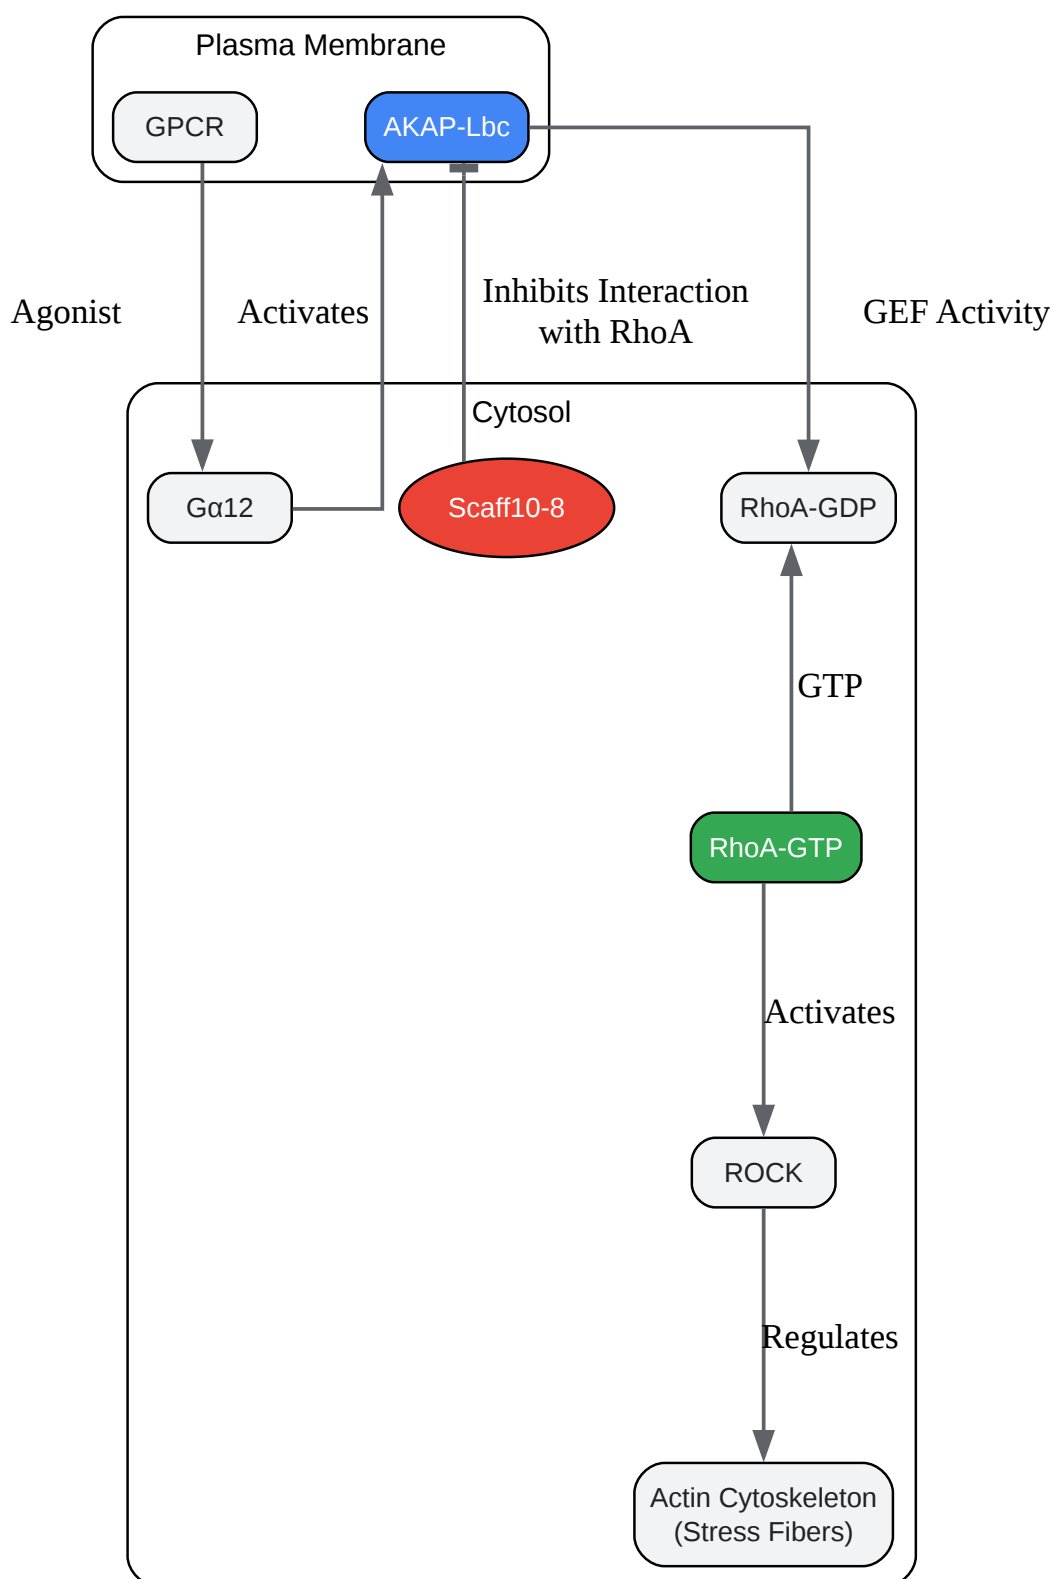 Plasma Membrane
GPCR
AKAP-Lbc
Agonist
Activates
Inhibits Interaction
with RhoA
GEF Activity
Cytosol
Gα12
Scaff10-8
RhoA-GDP
GTP
RhoA-GTP
Activates
ROCK
Regulates
Actin Cytoskeleton
(Stress Fibers)